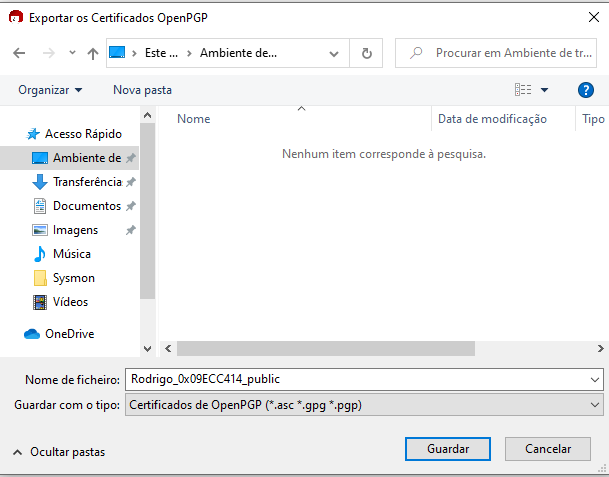 Exportar os Certificados OpenPGP
Este ... Ambiente de...
Procurar em Ambiente de tr...
Organizar
Nova pasta
?
Nome
Data de modificação
Tipo
Nenhum item corresponde à pesquisa.
Acesso Rápido
Ambiente de
Transferência
Documentos
Imagens
Música
Sysmon
Vídeos
OneDrive
Nome de ficheiro: Rodrigo_0x09ECC414_public
Guardar com o tipo: Certificados de OpenPGP (*.asc *.gpg *.pgp)
Ocultar pastas
Guardar
Cancelar